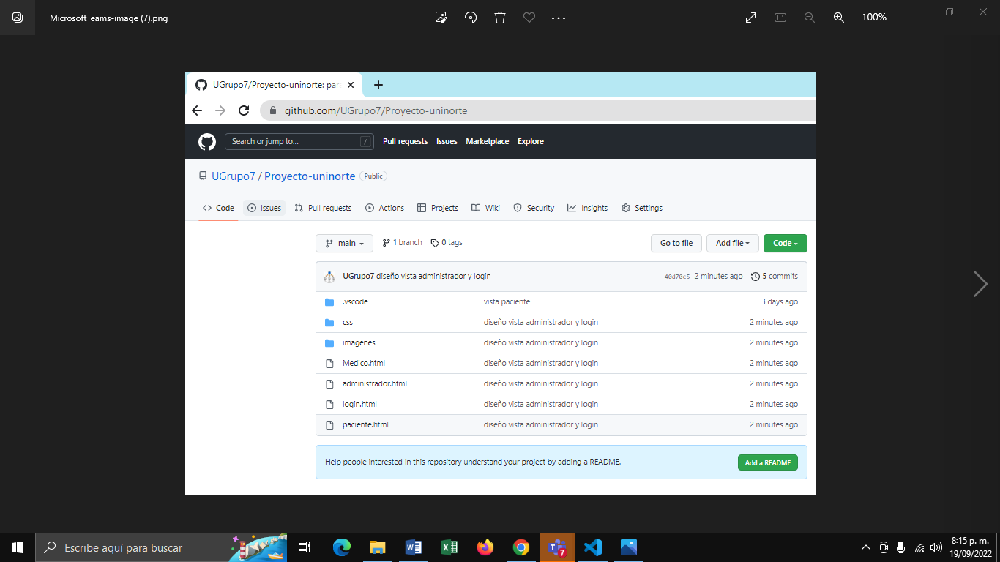 MicrosoftTeams-image (7).png
1:1
100%
UGrupo7/Proyecto-uninorte: par
github.com/UGrupo7/Proyecto-uninorte
Search or jump to... /
Pull requests Issues Marketplace Explore
UGrupo7 / Proyecto-uninorte Public
Code Issues Pull requests Actions Projects Wiki Security Insights Settings
main 1 branch 0 tags Go to file Add file Code
UGrupo7 diseño vista administrador y login 40d70c5 2 minutes ago 5 commits
.vscode vista paciente 3 days ago
css diseño vista administrador y login 2 minutes ago
imagenes diseño vista administrador y login 2 minutes ago
Medico.html diseño vista administrador y login 2 minutes ago
administrador.html diseño vista administrador y login 2 minutes ago
login.html diseño vista administrador y login 2 minutes ago
paciente.html diseño vista administrador y login 2 minutes ago
Help people interested in this repository understand your project by adding a README. Add a README
Escribe aquí para buscar
7
8:15 p. m.
19/09/2022